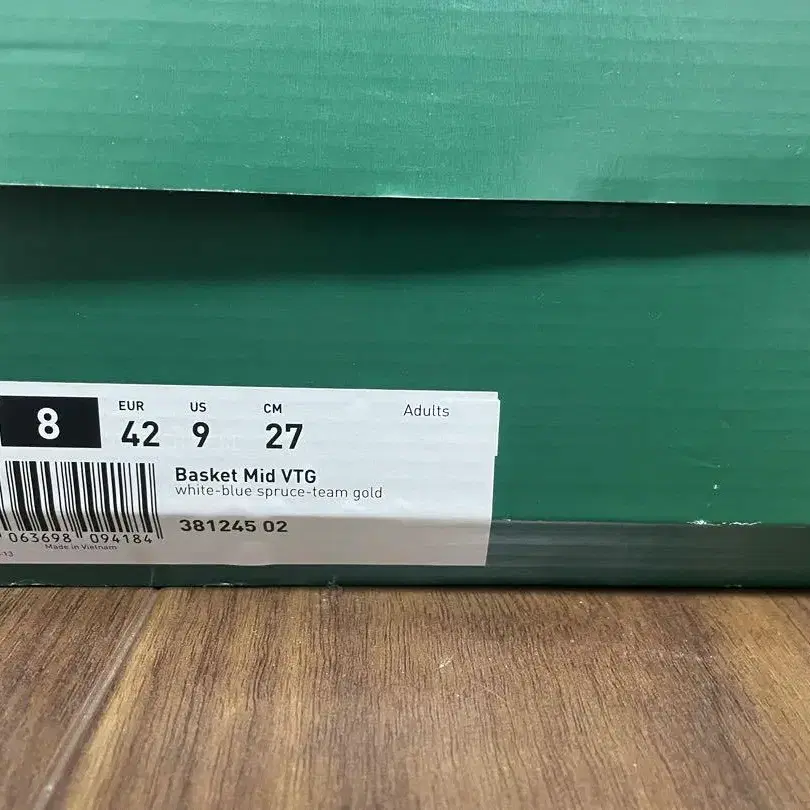 EUR US CM Adults
8 42 9 27
Basket Mid VTG
white-blue spruce-team gold
381245 02
063698 094184
Made in Vietnam
-13